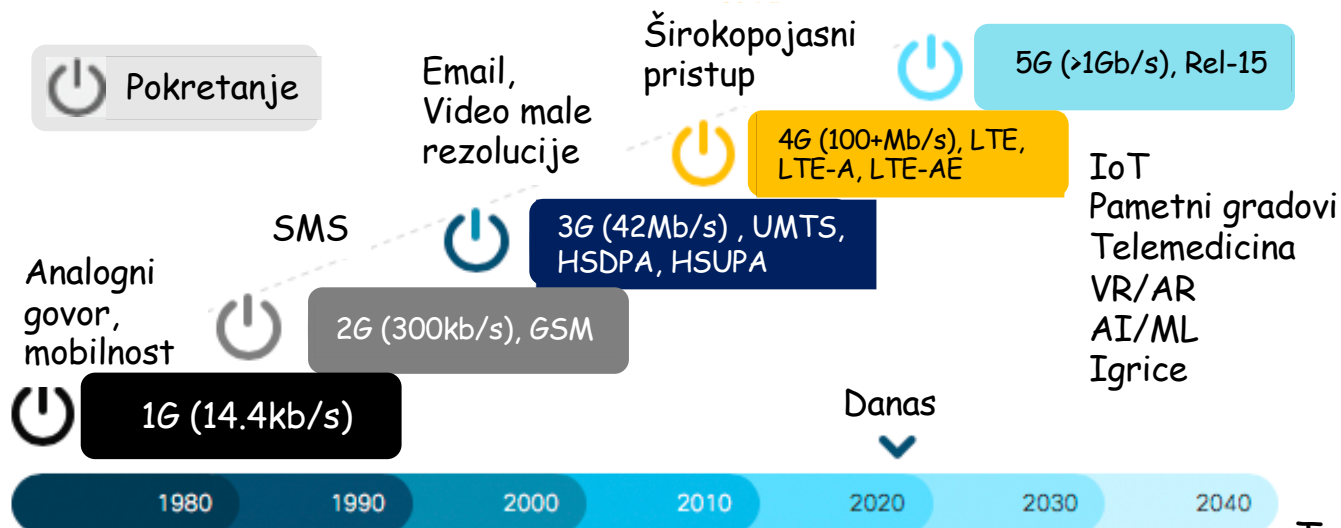 Pokretanje
Širokopojasni
pristup
5G (>1Gb/s), Rel-15
Email,
Video male
rezolucije
4G (100+Mb/s), LTE,
LTE-A, LTE-AE
IoT
Pametni gradovi
Telemedicina
VR/AR
AI/ML
Igrice
SMS
3G (42Mb/s) , UMTS,
HSDPA, HSUPA
Analogni
govor,
mobilnost
2G (300kb/s), GSM
1G (14.4kb/s)
Danas
1980 1990 2000 2010 2020 2030 2040